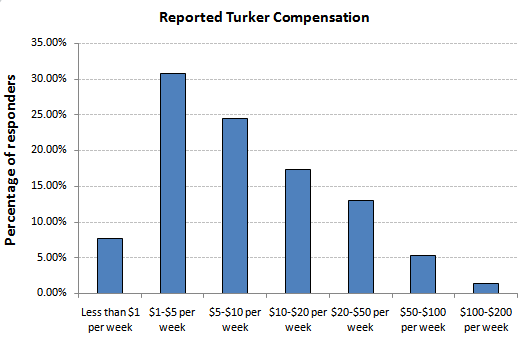 Reported Turker Compensation
Percentage of responders
35.00%
30.00%
25.00%
20.00%
15.00%
10.00%
5.00%
0.00%
Less than $1 per week
$1-$5 per week
$5-$10 per week
$10-$20 per week
$20-$50 per week
$50-$100 per week
$100-$200 per week